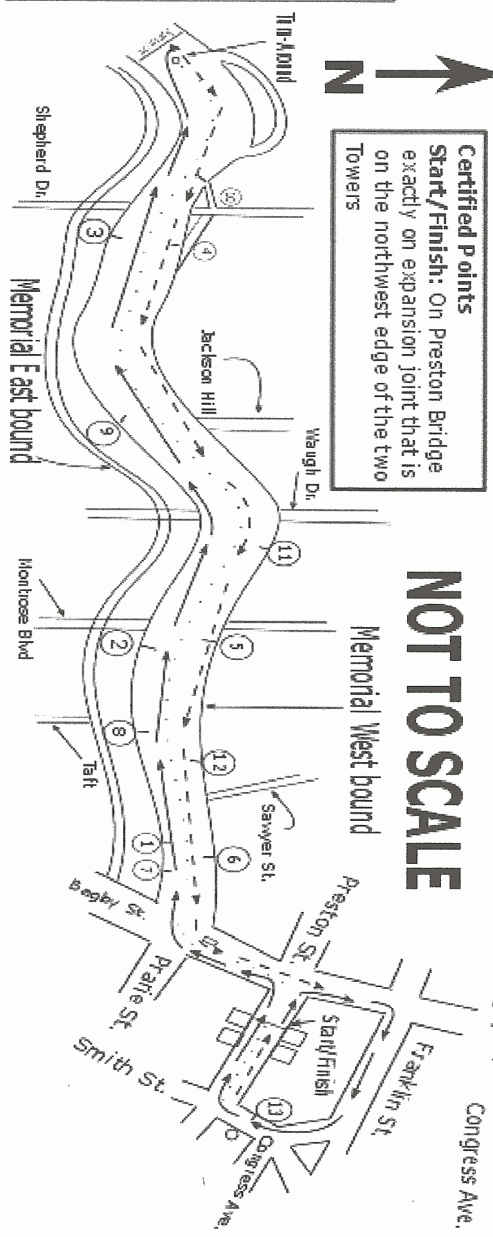 N
Certified Points
Start/Finish: On Preston Bridge
exactly on expansion joint that is
on the northwest edge of the two
Towers
NOT TO SCALE
Turn-Around
Shepherd Dr.
10
4
3
Jackson Hill
Waugh Dr.
9
Memorial East bound
11
Montrose Blvd
2
5
Memorial West bound
8
Taft
12
Sawyer St.
1
7
6
Bagby St.
Prarie St.
Preston St.
Smith St.
Start/Finish
13
Franklin St.
Congress Ave.
Congress Ave.